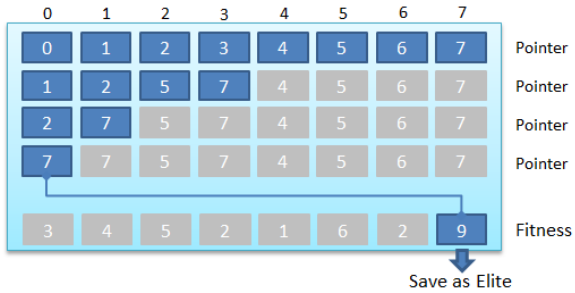 0 1 2 3 4 5 6 7
0 1 2 3 4 5 6 7 Pointer
1 2 5 7 4 5 6 7 Pointer
2 7 5 7 4 5 6 7 Pointer
7 7 5 7 4 5 6 7 Pointer
3 4 5 2 1 6 2 9 Fitness
Save as Elite